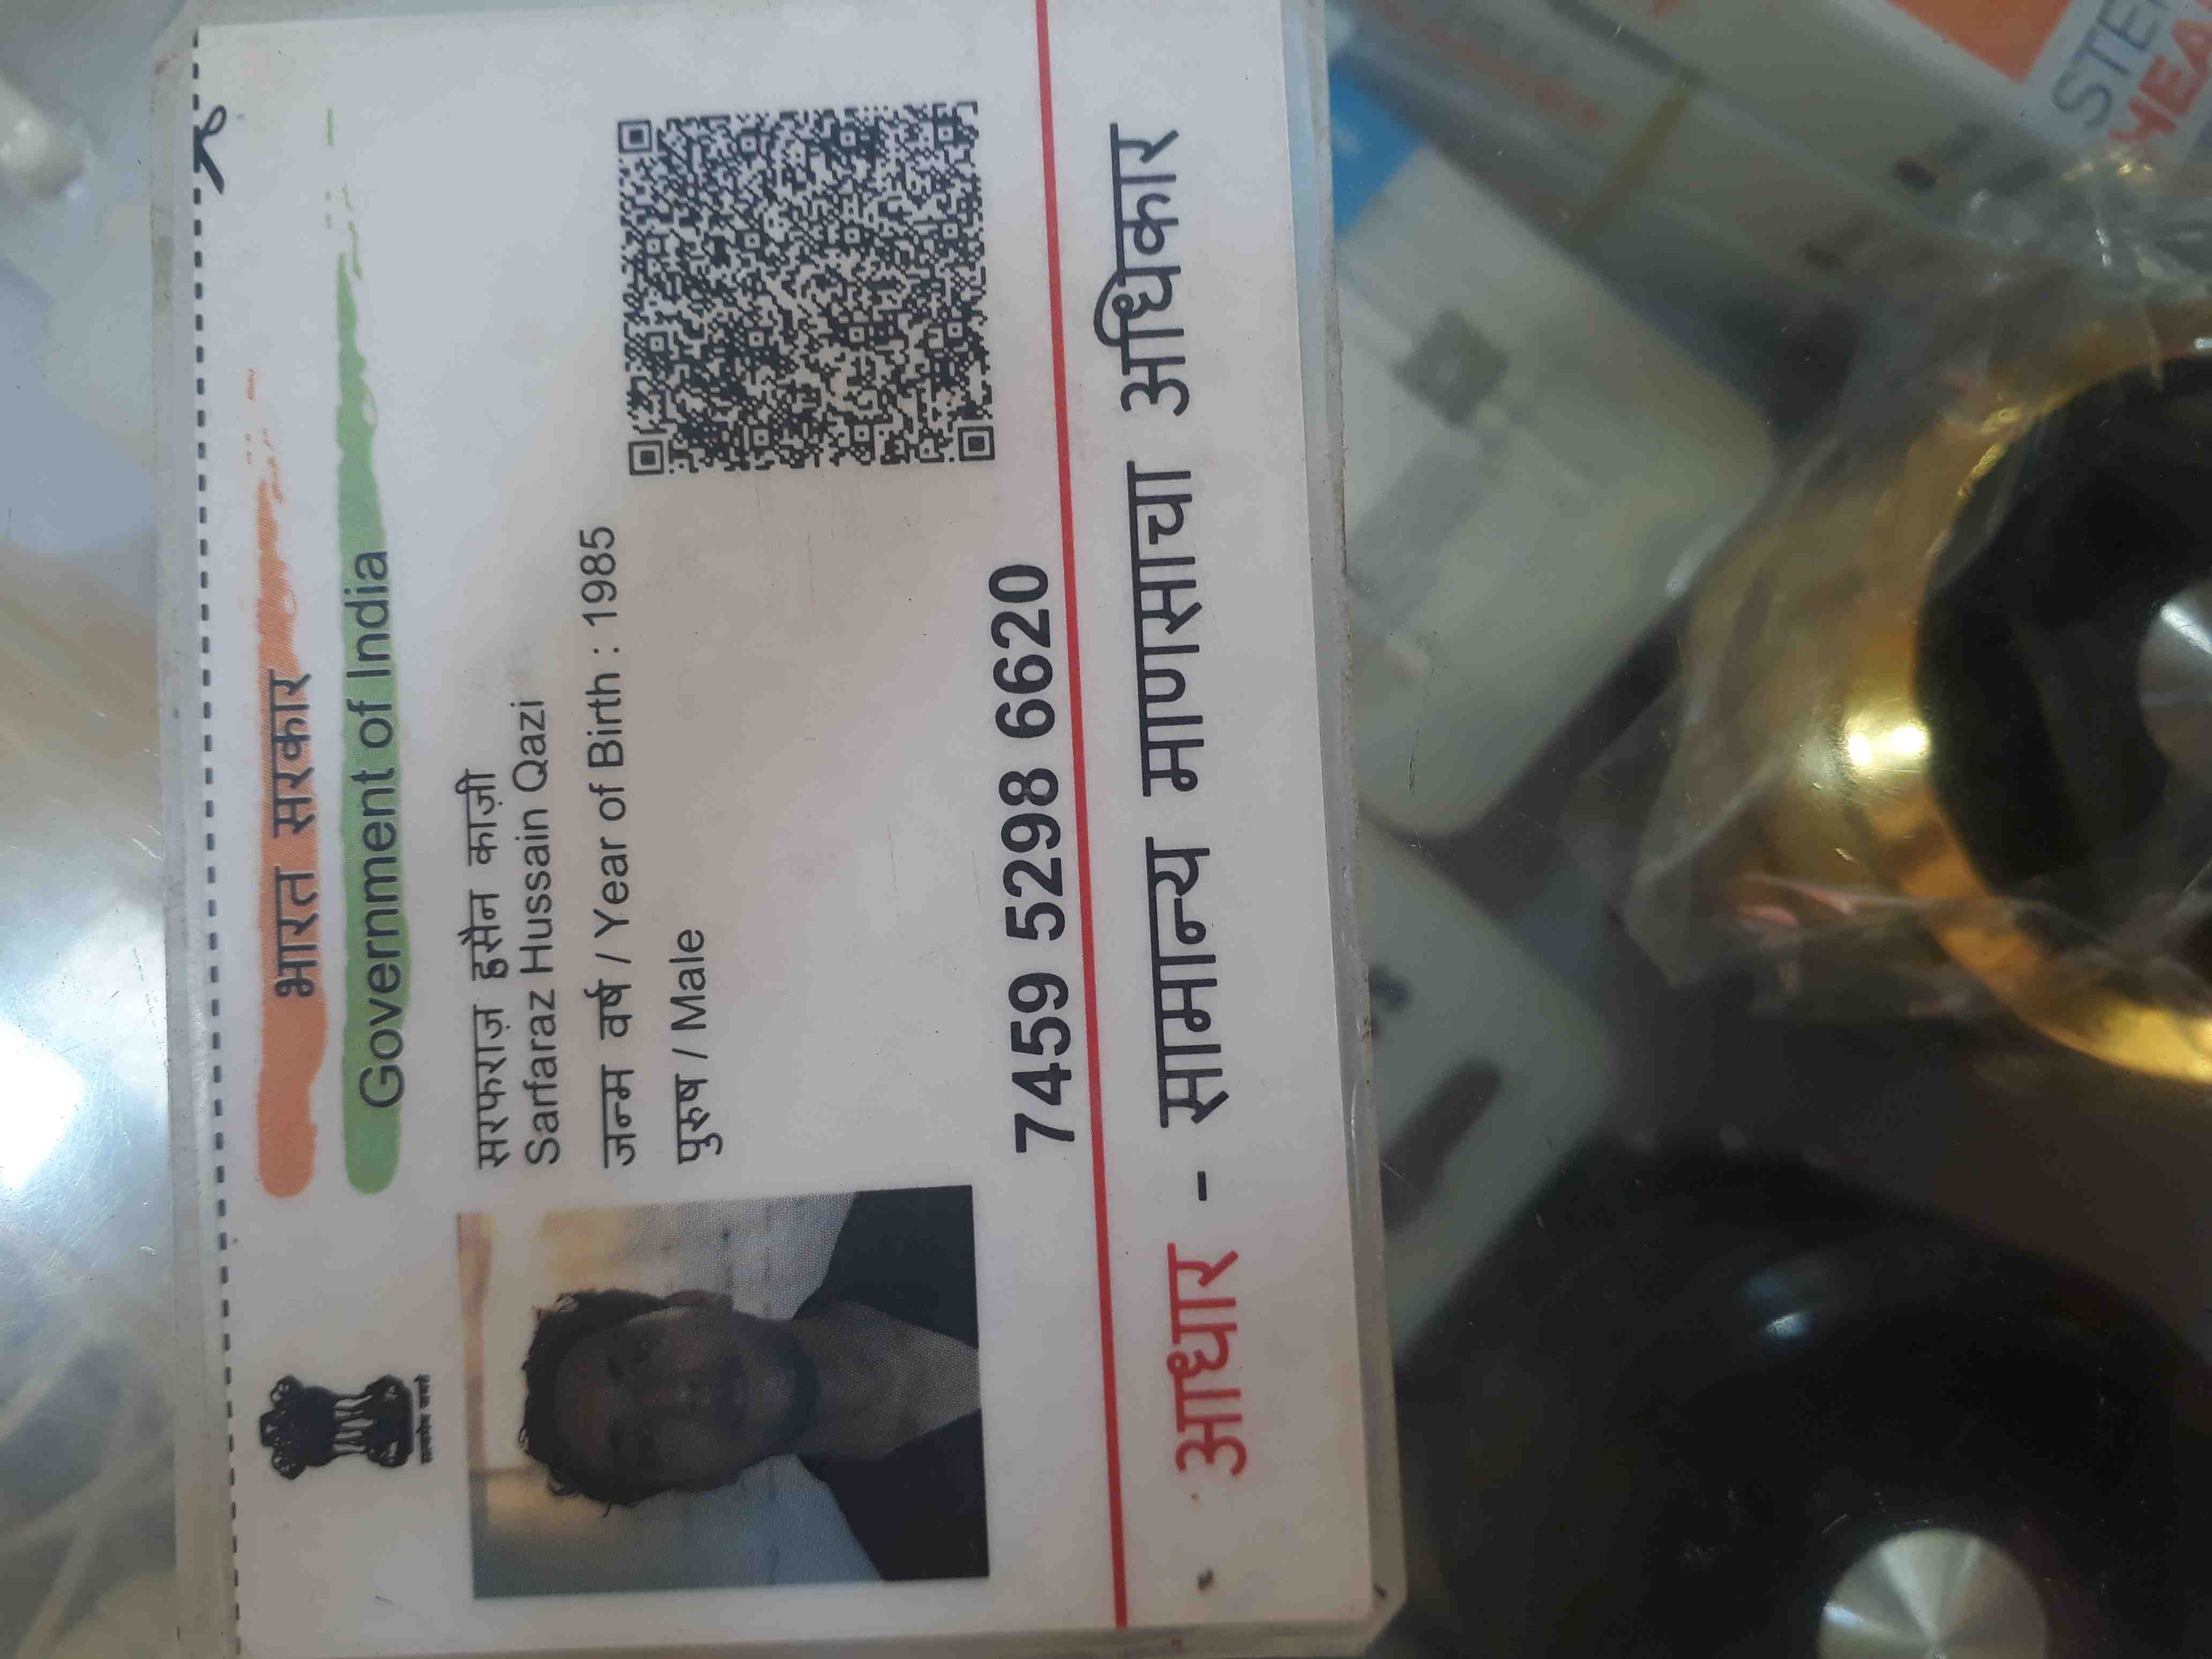 भारत सरकार
Government of India
सत्यमेव जयते
सरफराज़ हुसैन काज़ी
Sarfaraz Hussain Qazi
जन्म वर्ष / Year of Birth : 1985
पुरुष / Male
7459 5298 6620
आधार - सामान्य माणसाचा अधिकार